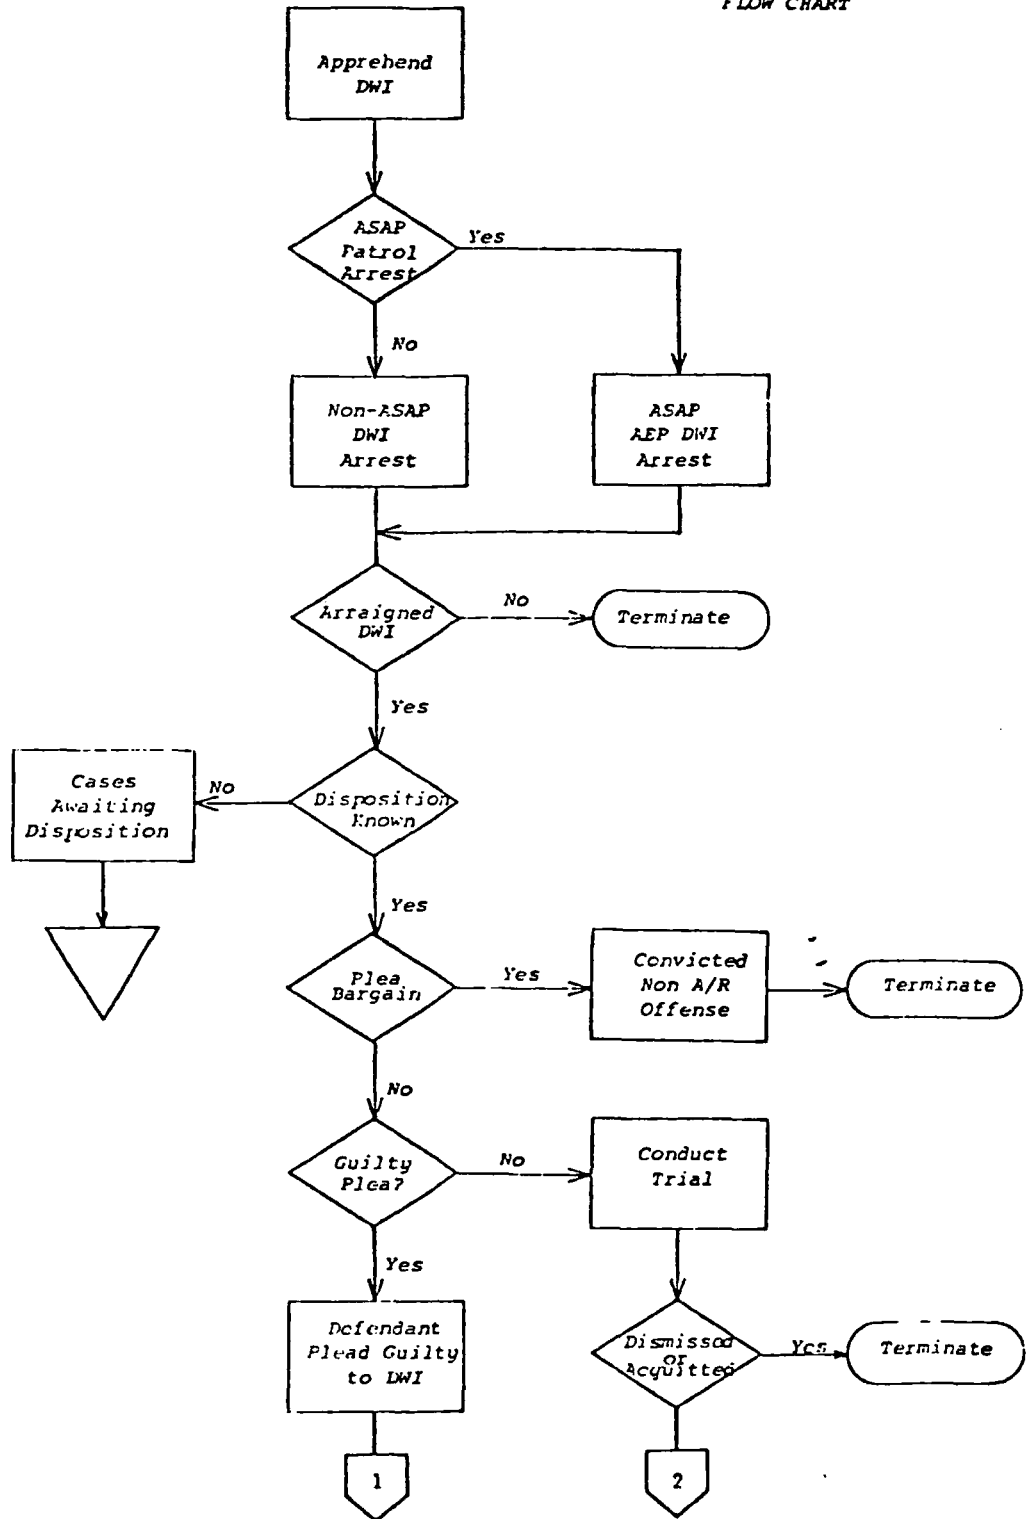 FLOW CHART
Apprehend
DWI
ASAP
Patrol
Arrest
Yes
No
Non-ASAP
DWI
Arrest
ASAP
AEP DWI
Arrest
Arraigned
DWI
No
Terminate
Yes
Cases
Awaiting
Disposition
No
Disposition
Known
Yes
Plea
Bargain
Yes
Convicted
Non A/R
Offense
Terminate
No
Guilty
Plea?
No
Conduct
Trial
Yes
Defendant
Plead Guilty
to DWI
Dismissed
or
Acquitted
Yes
Terminate
1
2